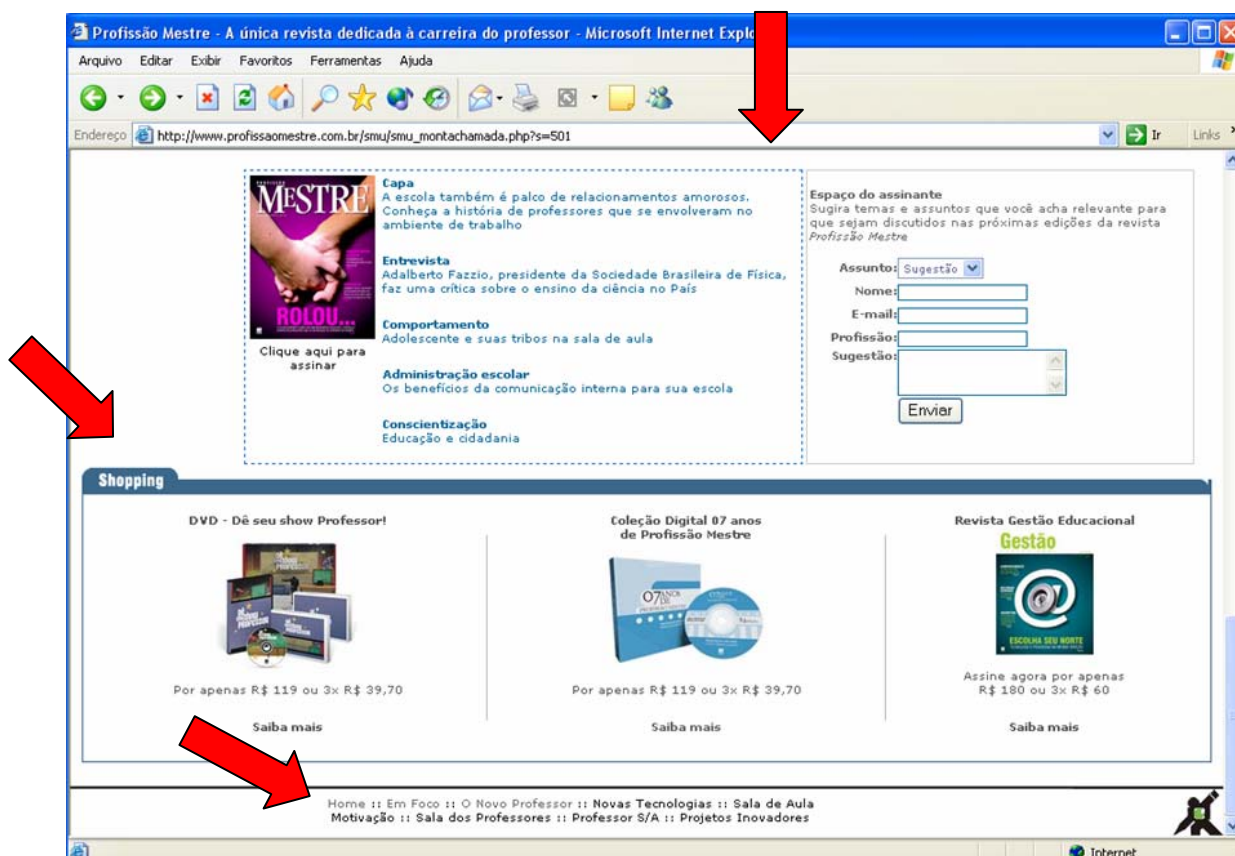 Profissão Mestre - A única revista dedicada à carreira do professor - Microsoft Internet Explo
Arquivo Editar Exibir Favoritos Ferramentas Ajuda
Endereço http://www.profissaomestre.com.br/smu/smu_montachamada.php?s=501 Ir Links
MESTRE
ROLOU...
Clique aqui para
assinar
Capa
A escola também é palco de relacionamentos amorosos.
Conheça a história de professores que se envolveram no
ambiente de trabalho
Entrevista
Adalberto Fazzio, presidente da Sociedade Brasileira de Física,
faz uma crítica sobre o ensino da ciência no País
Comportamento
Adolescente e suas tribos na sala de aula
Administração escolar
Os benefícios da comunicação interna para sua escola
Conscientização
Educação e cidadania
Espaço do assinante
Sugira temas e assuntos que você acha relevante para
que sejam discutidos nas próximas edições da revista
Profissão Mestre
Assunto: Sugestão
Nome:
E-mail:
Profissão:
Sugestão:
Enviar
Shopping
DVD - Dê seu show Professor!
Por apenas R$ 119 ou 3x R$ 39,70
Saiba mais
Coleção Digital 07 anos
de Profissão Mestre
07 ANOS
DE
Por apenas R$ 119 ou 3x R$ 39,70
Saiba mais
Revista Gestão Educacional
Gestão
ESCOLHA SEU NORTE
Assine agora por apenas
R$ 180 ou 3x R$ 60
Saiba mais
Home :: Em Foco :: O Novo Professor :: Novas Tecnologias :: Sala de Aula
Motivação :: Sala dos Professores :: Professor S/A :: Projetos Inovadores
Internet